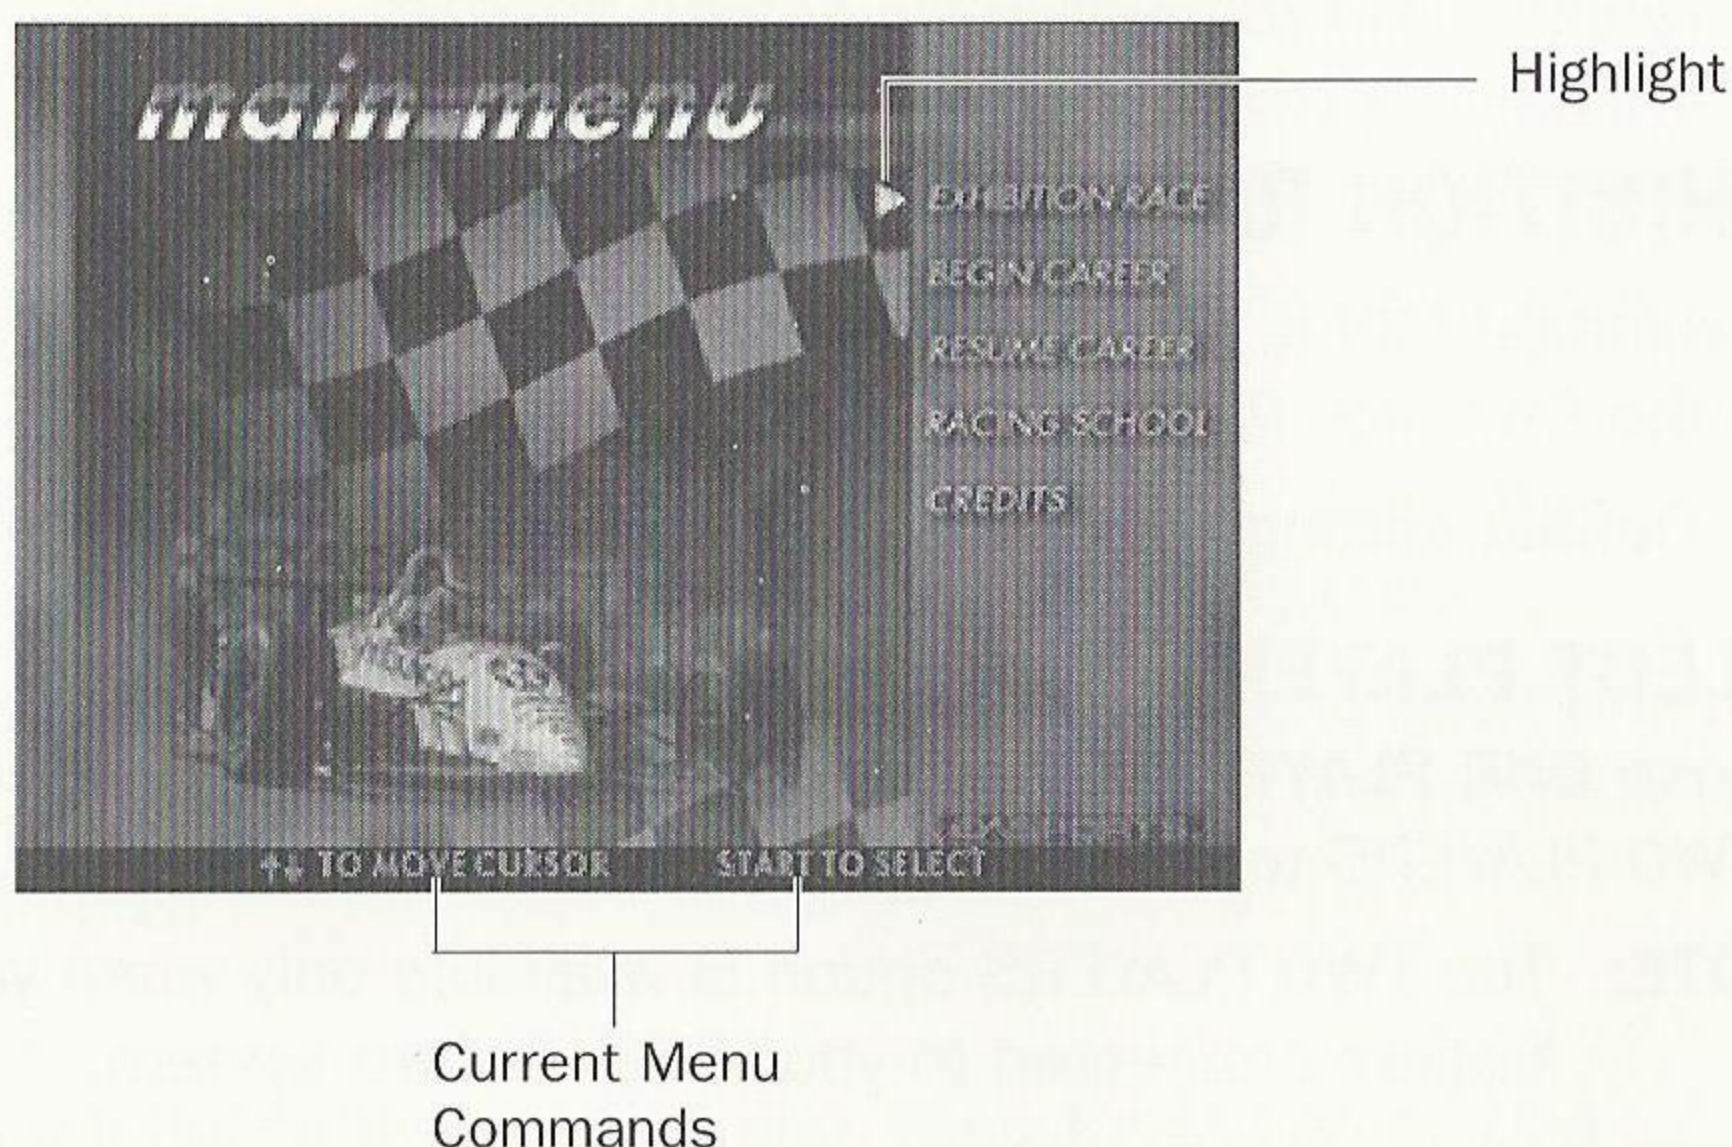 main menu
Highlight
EXHIBITION RACE
BEGIN CAREER
RESUME CAREER
RACING SCHOOL
CREDITS
↑↓ TO MOVE CURSOR START TO SELECT
Current Menu
Commands